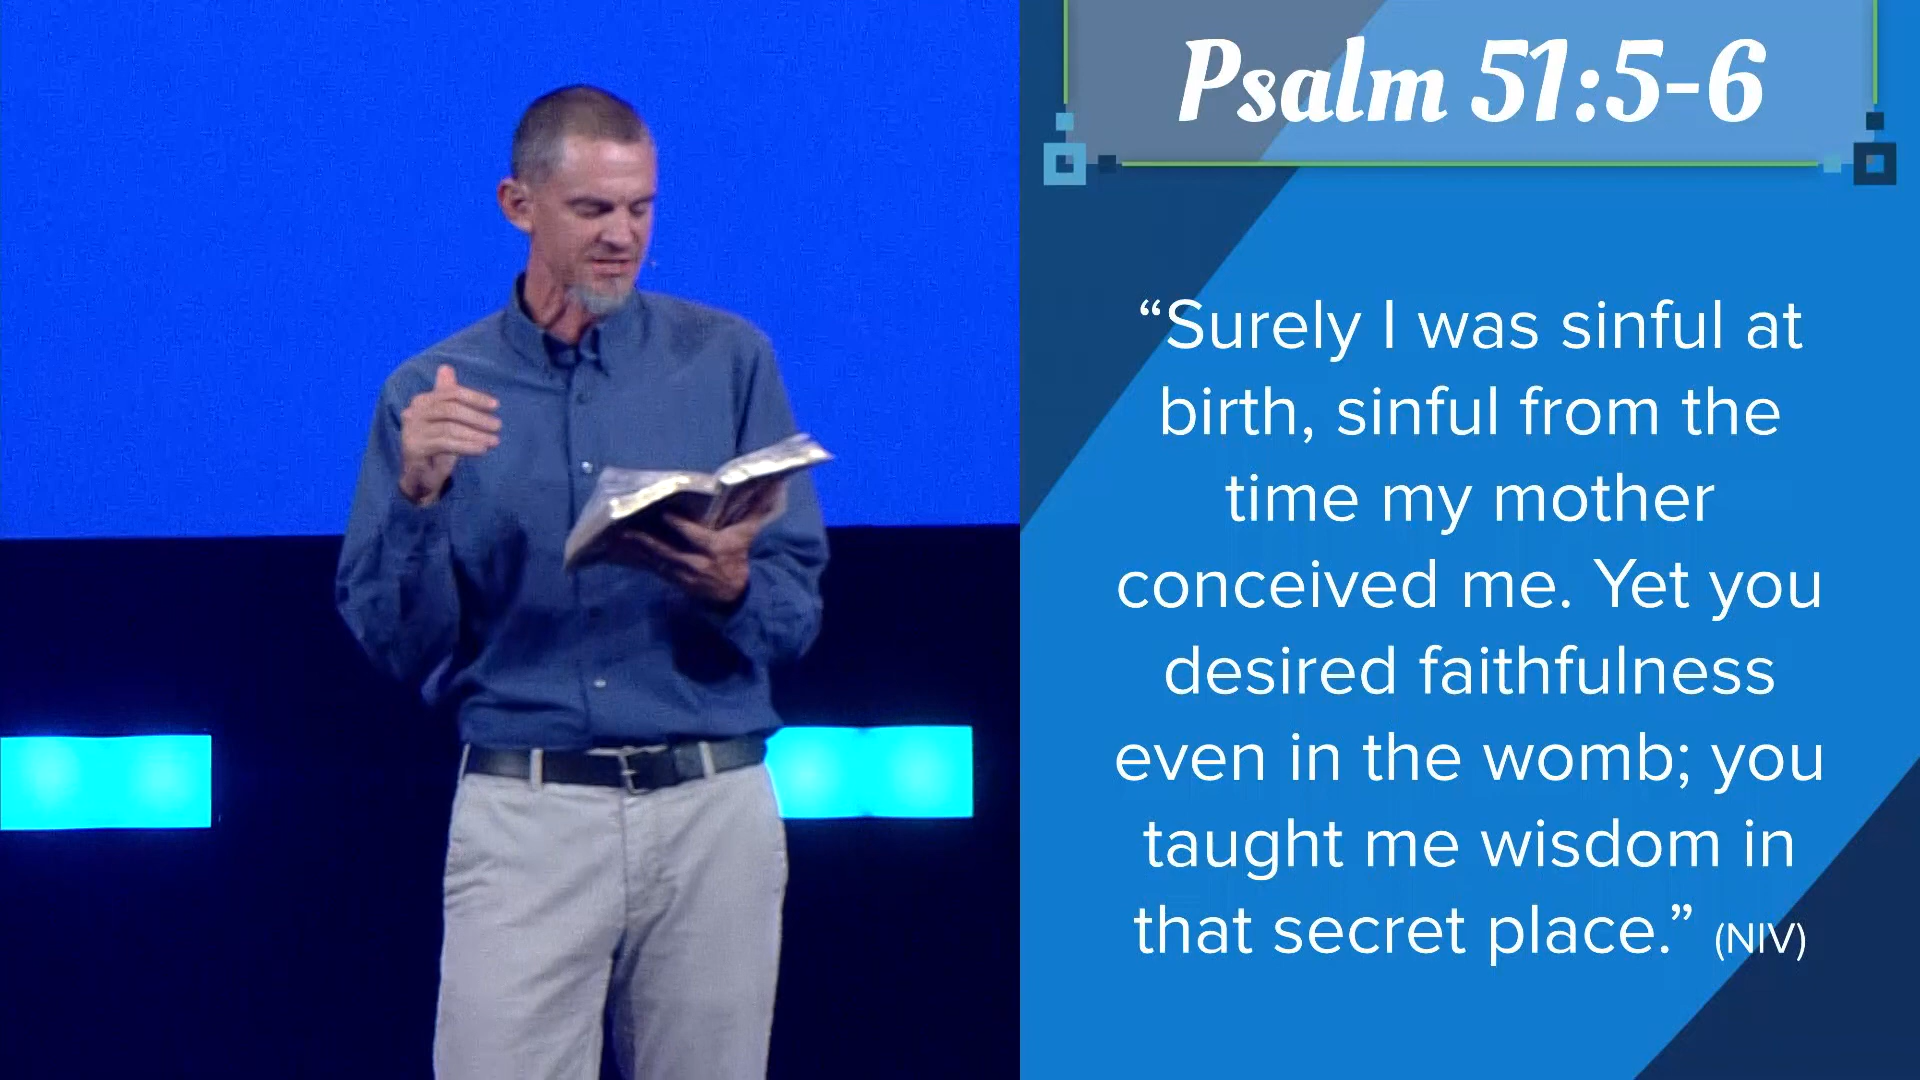 Psalm 51:5-6
“Surely I was sinful at
birth, sinful from the
time my mother
conceived me. Yet you
desired faithfulness
even in the womb; you
taught me wisdom in
that secret place.” (NIV)